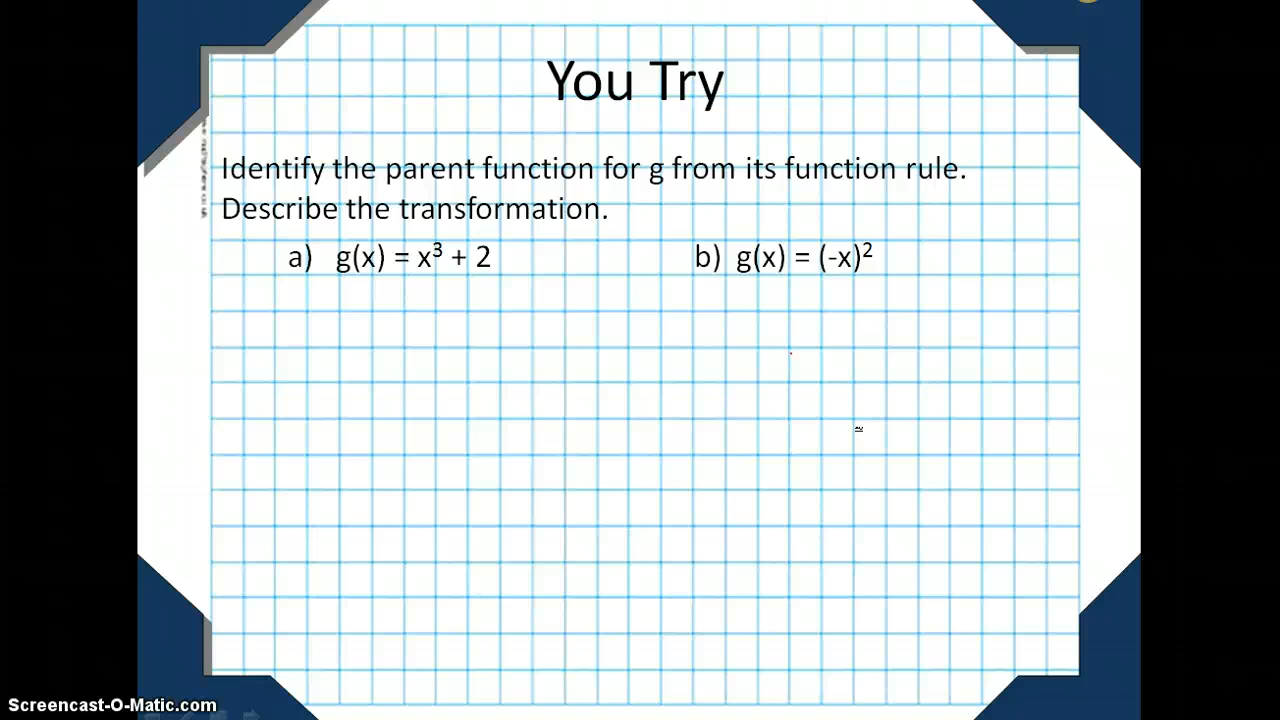 You Try
Identify the parent function for g from its function rule.
Describe the transformation.
a) g(x) = x³ + 2
b) g(x) = (-x)²
Screencast-O-Matic.com